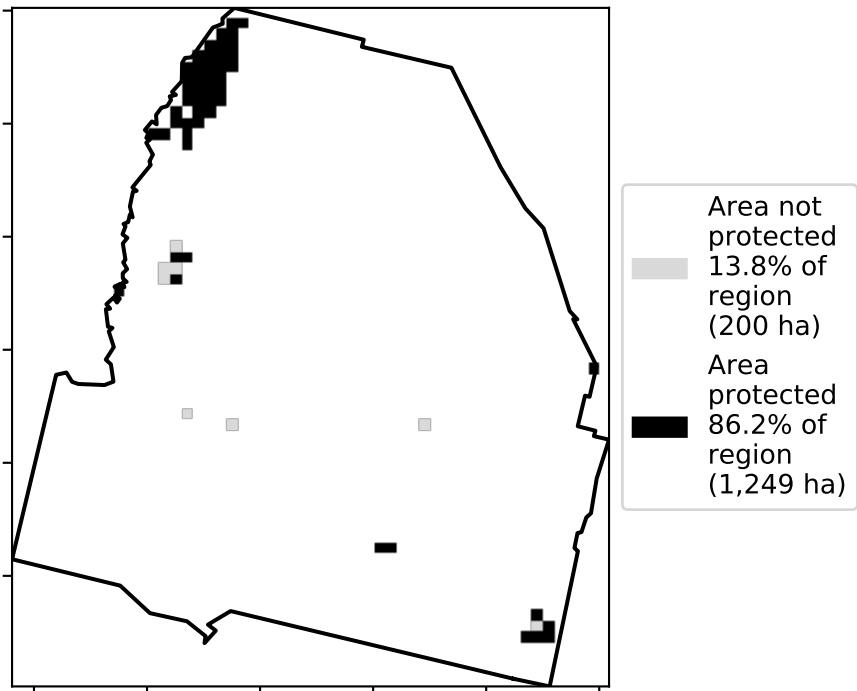 Area not
protected
13.8% of
region
(200 ha)
Area
protected
86.2% of
region
(1,249 ha)